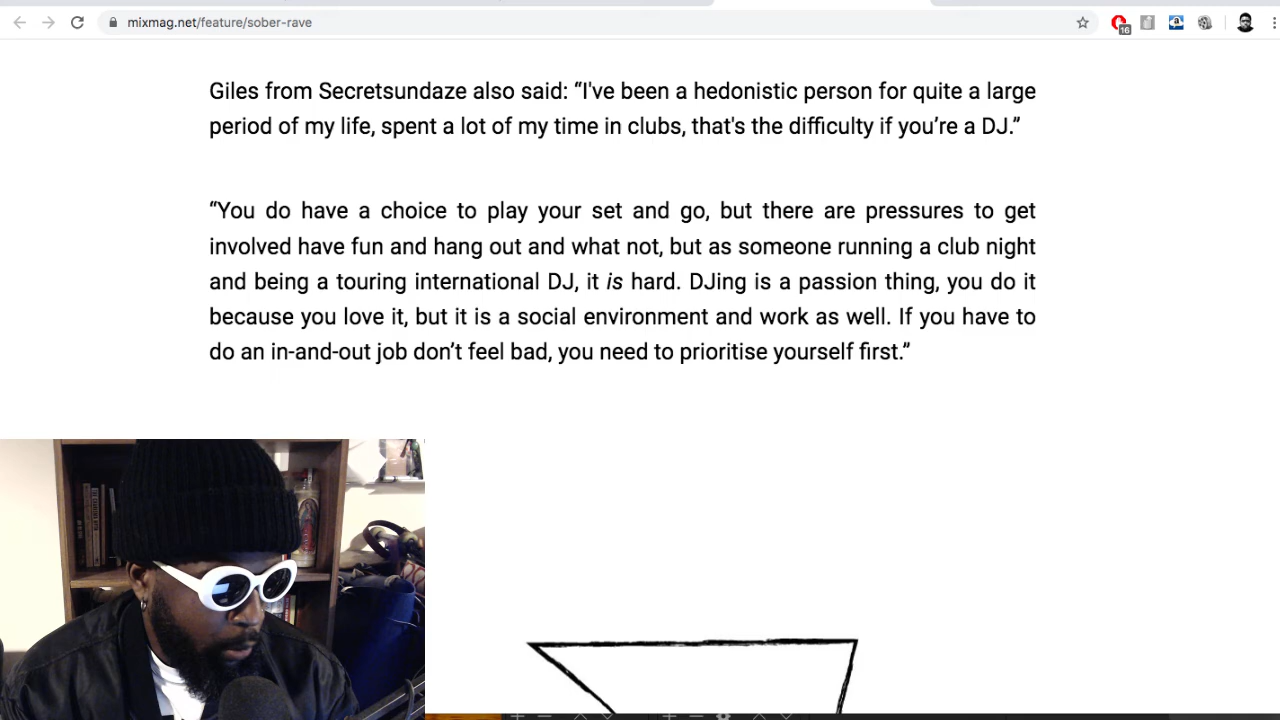 mixmag.net/feature/sober-rave
16
Giles from Secretsundaze also said: “I've been a hedonistic person for quite a large
period of my life, spent a lot of my time in clubs, that's the difficulty if you’re a DJ.”
“You do have a choice to play your set and go, but there are pressures to get
involved have fun and hang out and what not, but as someone running a club night
and being a touring international DJ, it is hard. DJing is a passion thing, you do it
because you love it, but it is a social environment and work as well. If you have to
do an in-and-out job don’t feel bad, you need to prioritise yourself first.”